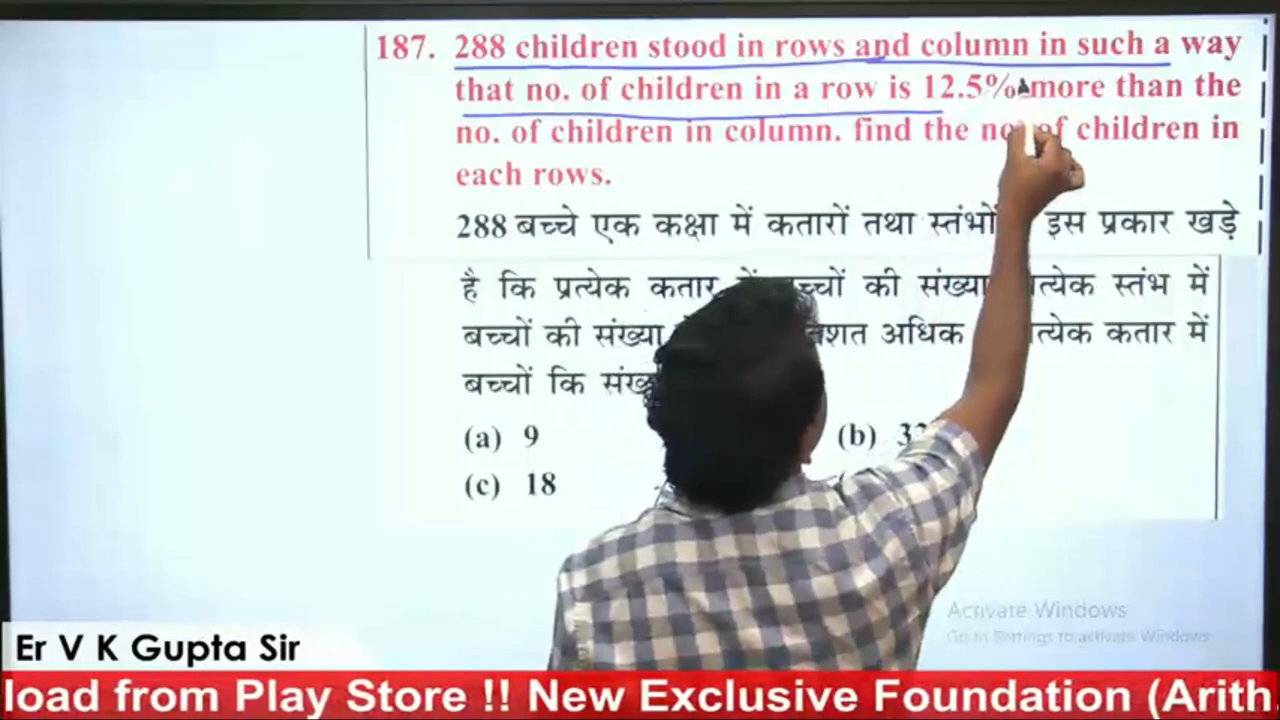 187. 288 children stood in rows and column in such a way
that no. of children in a row is 12.5% more than the
no. of children in column. find the no. of children in
each rows.
288 बच्चे एक कक्षा में कतारों तथा स्तंभों इस प्रकार खड़े
है कि प्रत्येक कतार में बच्चों की संख्या प्रत्येक स्तंभ में
बच्चों की संख्या अधिक प्रत्येक कतार में
बच्चों कि
(a) 9 (b)
(c) 18
Activate Windows
Go to Settings to activate Windows
Er V K Gupta Sir
load from Play Store !! New Exclusive Foundation (Arith.